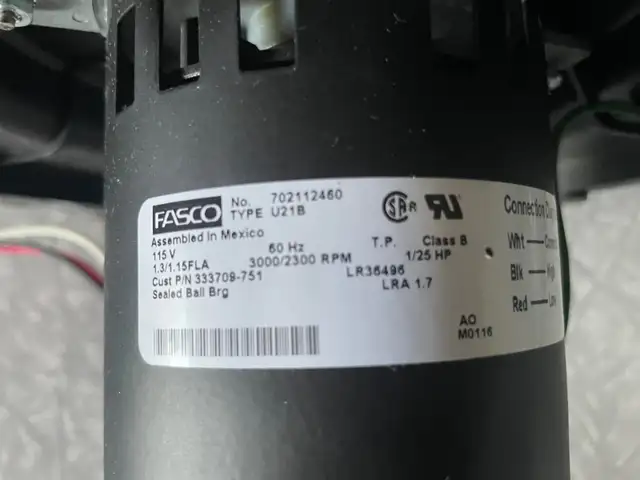 FASCO No. 702112460
TYPE U21B
Assembled in Mexico
115 V 60 Hz T.P. Class B
1.3/1.15FLA 3000/2300 RPM 1/25 HP
Cust P/N 333709-751 LR36496
Sealed Ball Brg LRA 1.7
AO
M0116
SA
Connection
Wht
Blk
Red